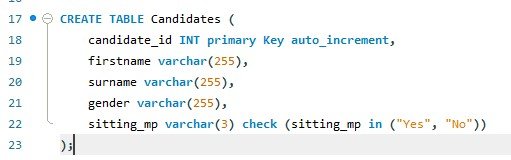 17 CREATE TABLE Candidates (
18 candidate_id INT primary Key auto_increment,
19 firstname varchar(255),
20 surname varchar(255),
21 gender varchar(255),
22 sitting_mp varchar(3) check (sitting_mp in ("Yes", "No"))
23 );